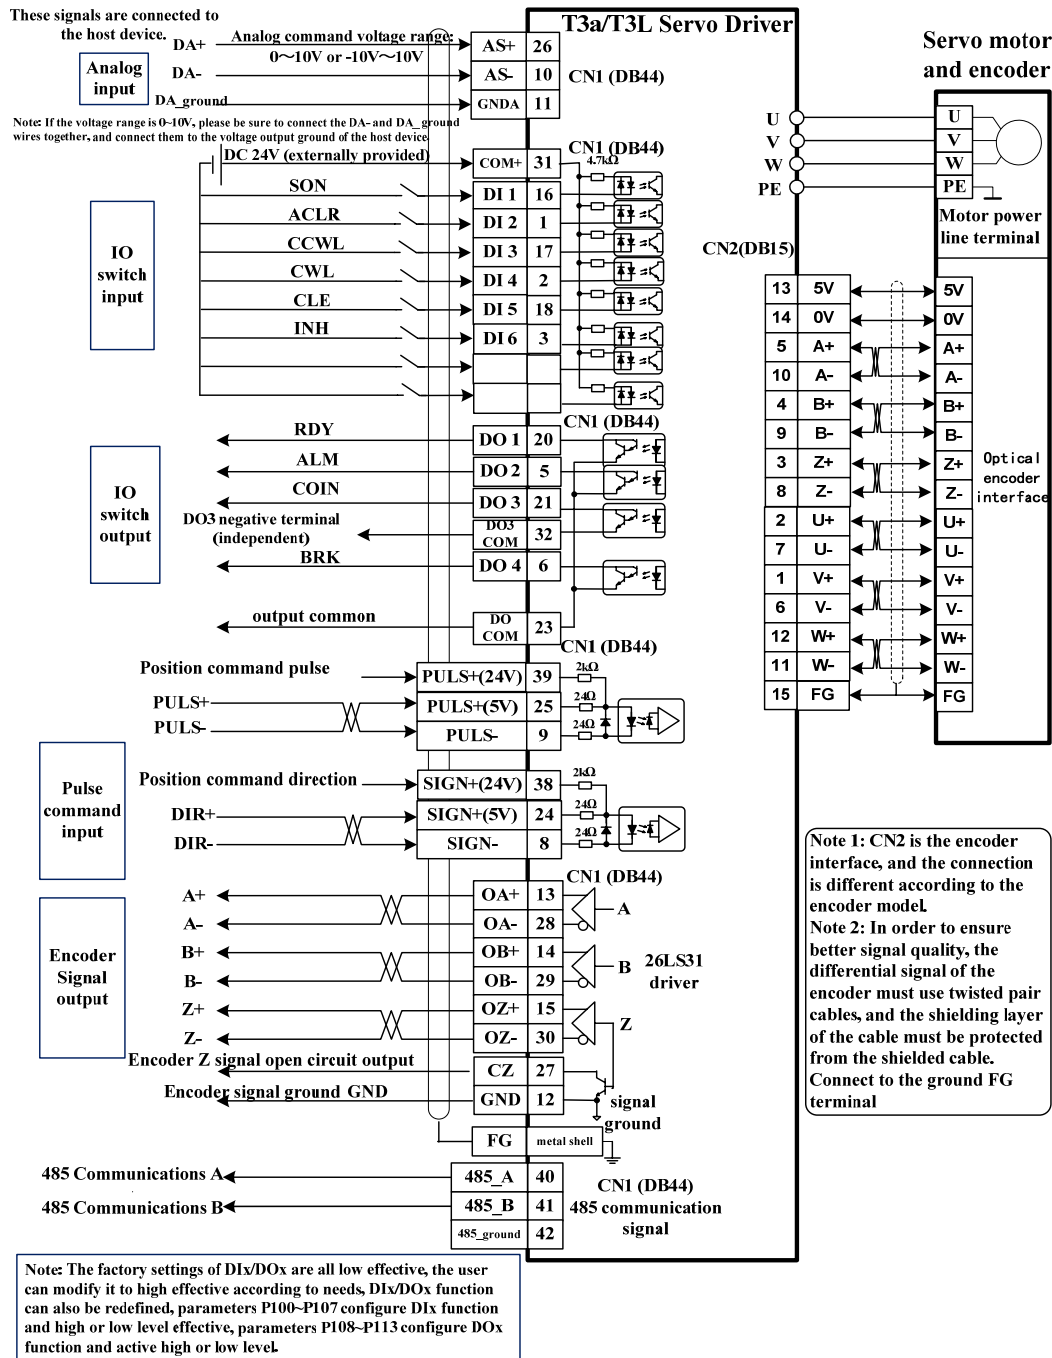 These signals are connected to
the host device.
T3a/T3L Servo Driver
Servo motor
and encoder
DA+
Analog command voltage range:
0～10V or -10V～10V
AS+ 26
Analog
input
DA-
AS- 10
CN1 (DB44)
DA_ground
GNDA 11
Note: If the voltage range is 0~10V, please be sure to connect the DA- and DA_ground
wires together, and connect them to the voltage output ground of the host device.
DC 24V (externally provided)
COM+ 31
CN1 (DB44)
4.7kΩ
IO
switch
input
SON
DI 1 16
ACLR
DI 2 1
CCWL
DI 3 17
CWL
DI 4 2
CLE
DI 5 18
INH
DI 6 3
CN1 (DB44)
IO
switch
output
RDY
DO 1 20
ALM
DO 2 5
COIN
DO 3 21
DO3 negative terminal
(independent)
DO3
COM
32
BRK
DO 4 6
output common
DO
COM
23
CN1 (DB44)
Pulse
command
input
Position command pulse
PULS+(24V) 39
2kΩ
PULS+
PULS+(5V) 25
24Ω
PULS-
PULS- 9
24Ω
Position command direction
SIGN+(24V) 38
2kΩ
DIR+
SIGN+(5V) 24
24Ω
DIR-
SIGN- 8
24Ω
CN1 (DB44)
Encoder
Signal
output
A+
OA+ 13
A-
OA- 28
A
B+
OB+ 14
B-
OB- 29
B
26LS31
driver
Z+
OZ+ 15
Z-
OZ- 30
Z
Encoder Z signal open circuit output
CZ 27
Encoder signal ground GND
GND 12
signal
ground
FG metal shell
485 Communications A
485_A 40
485 Communications B
485_B 41
485_ground 42
CN1 (DB44)
485 communication
signal
U
V
W
PE
U
V
W
PE
Motor power
line terminal
CN2(DB15)
13 5V 5V
14 0V 0V
5 A+ A+
10 A- A-
4 B+ B+
9 B- B-
3 Z+ Z+
8 Z- Z-
2 U+ U+
7 U- U-
1 V+ V+
6 V- V-
12 W+ W+
11 W- W-
15 FG FG
Optical
encoder
interface
Note 1: CN2 is the encoder
interface, and the connection
is different according to the
encoder model.
Note 2: In order to ensure
better signal quality, the
differential signal of the
encoder must use twisted pair
cables, and the shielding layer
of the cable must be protected
from the shielded cable.
Connect to the ground FG
terminal
Note: The factory settings of DIx/DOx are all low effective, the user
can modify it to high effective according to needs, DIx/DOx function
can also be redefined, parameters P100~P107 configure DIx function
and high or low level effective, parameters P108~P113 configure DOx
function and active high or low level.